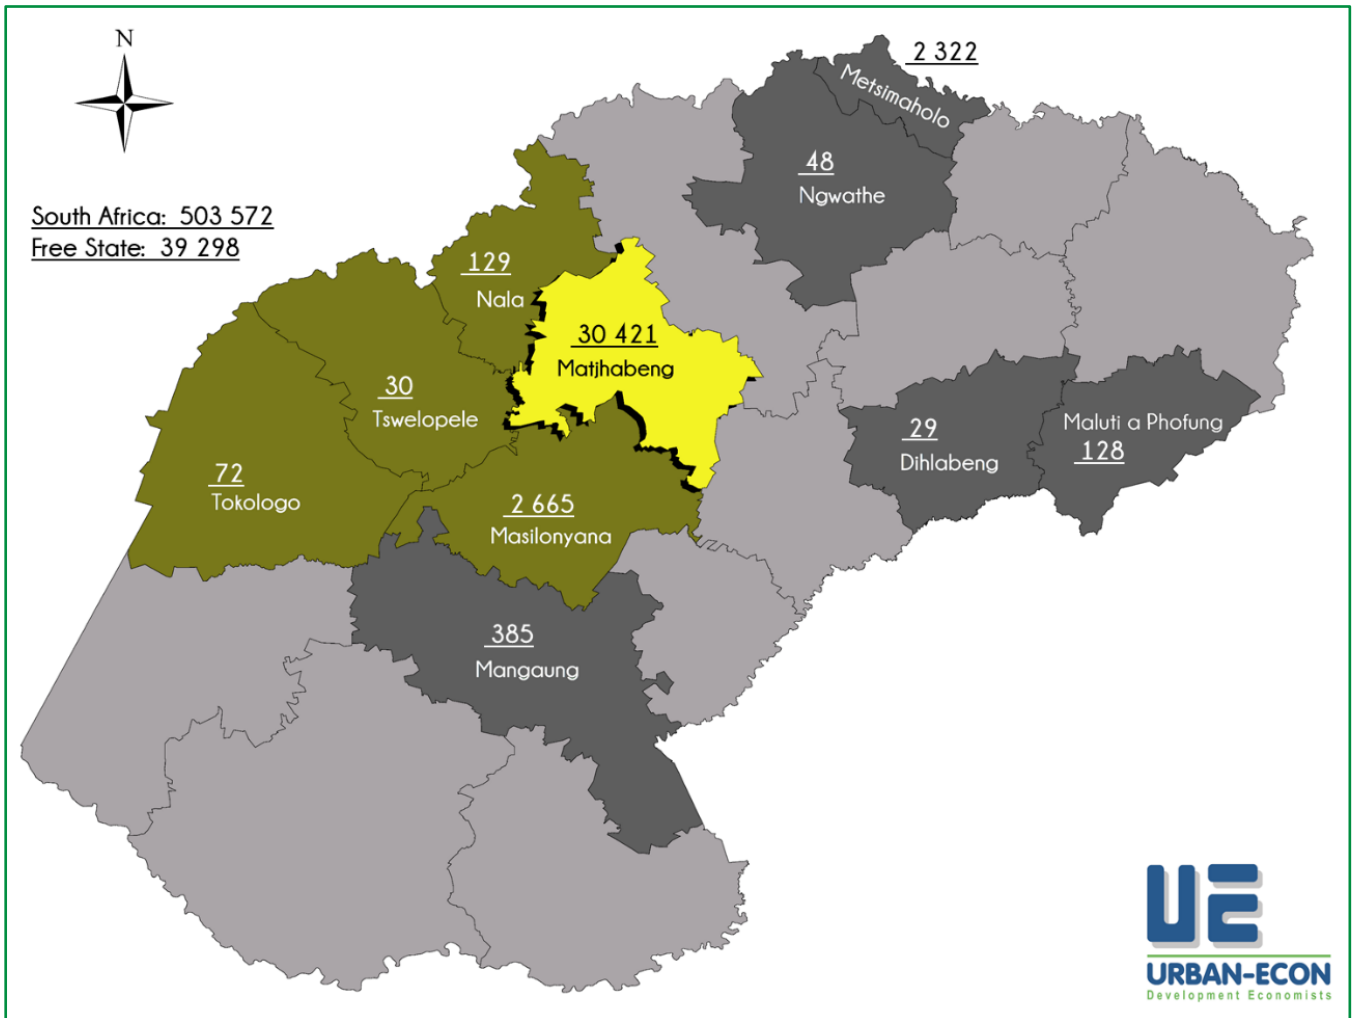 N
2 322
Metsimaholo
48
Ngwathe
South Africa: 503 572
Free State: 39 298
129
Nala
30 421
Matjhabeng
30
Tswelopele
29
Dihlabeng
Maluti a Phofung
128
72
Tokologo
2 665
Masilonyana
385
Mangaung
UE
URBAN-ECON
Development Economists